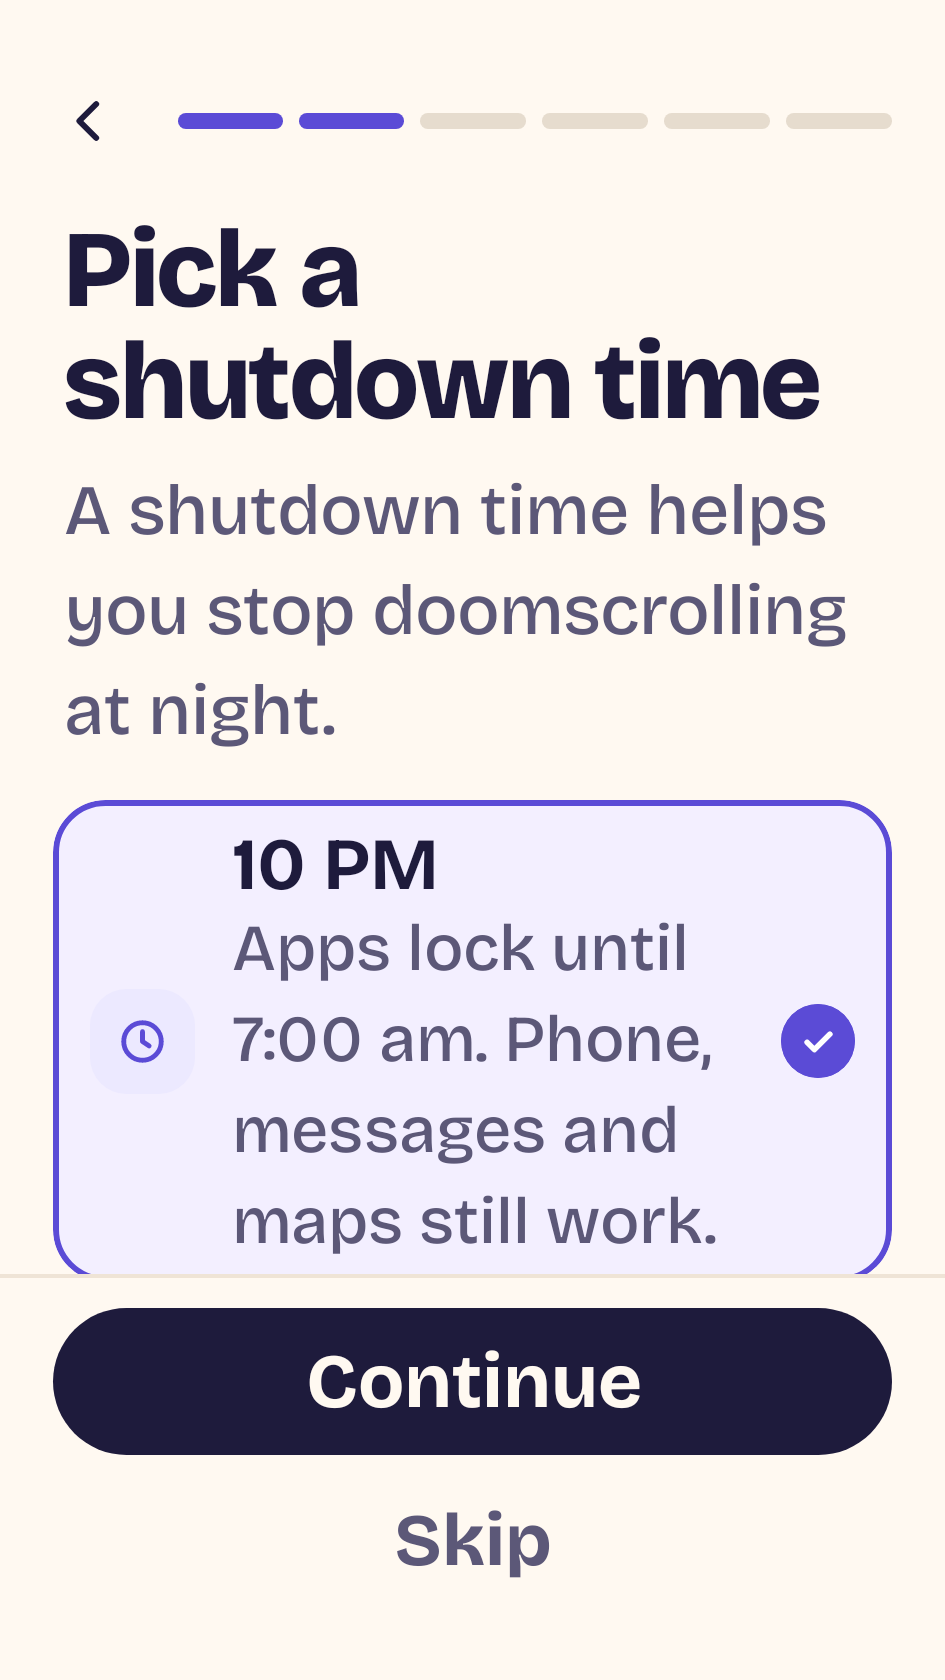 Pick a
shutdown time
A shutdown time helps
you stop doomscrolling
at night.
10 PM
Apps lock until
7:00 am. Phone,
messages and
maps still work.
Continue
Skip